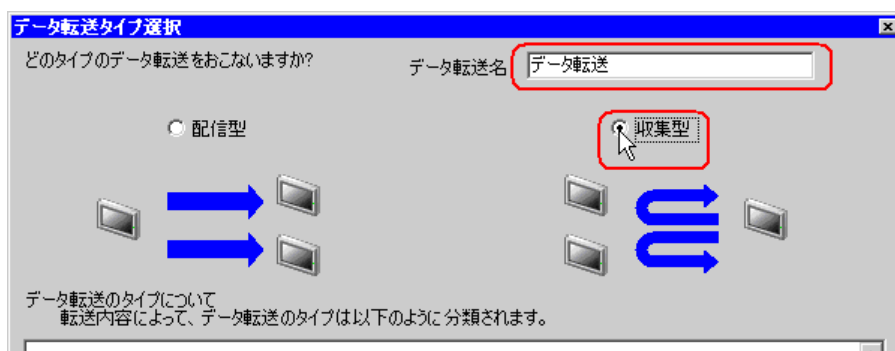 データ転送タイプ選択
どのタイプのデータ転送をおこないますか?
データ転送名 データ転送
配信型 収集型
データ転送のタイプについて
転送内容によって、データ転送のタイプは以下のように分類されます。